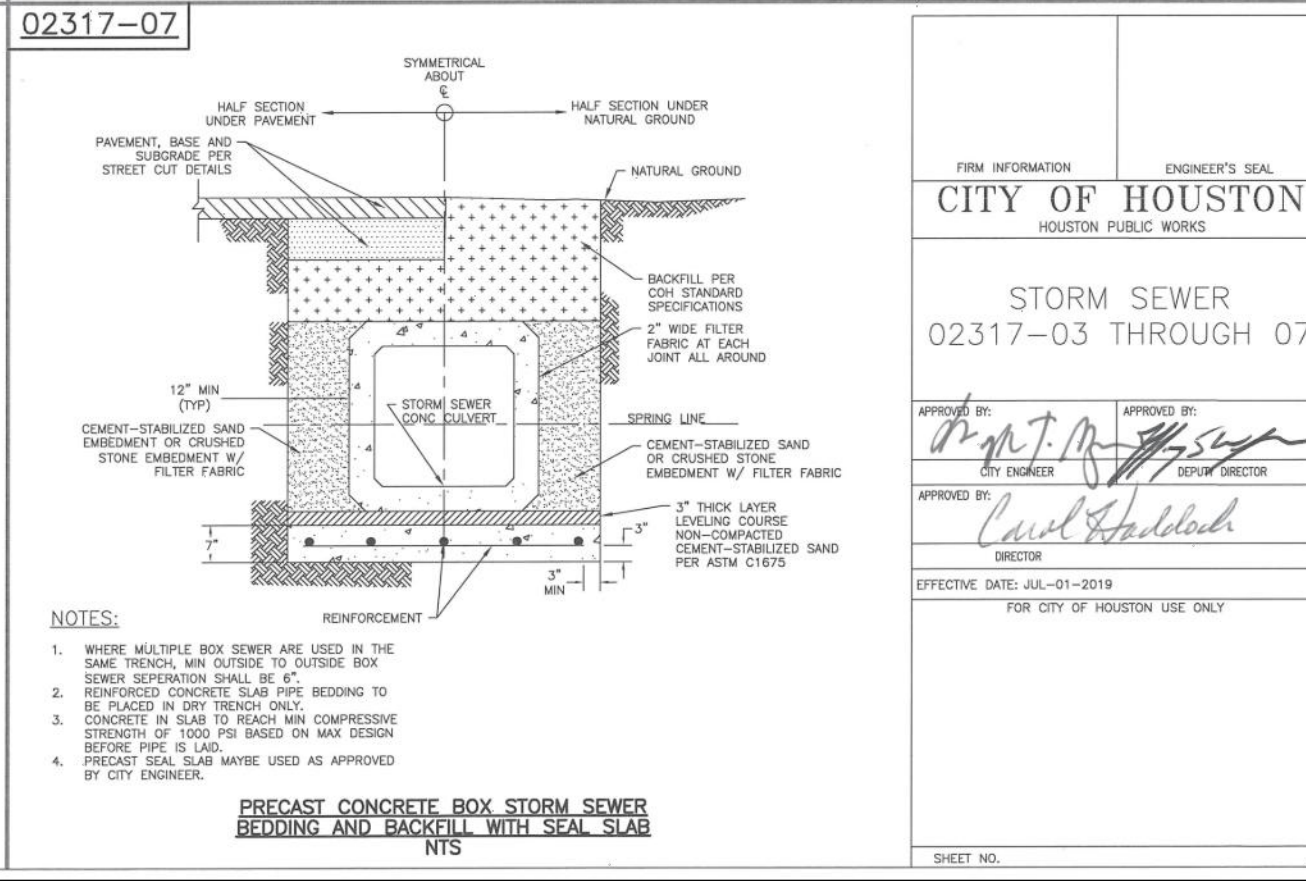 02317-07
SYMMETRICAL
ABOUT
℄
HALF SECTION
UNDER PAVEMENT
HALF SECTION UNDER
NATURAL GROUND
PAVEMENT, BASE AND
SUBGRADE PER
STREET CUT DETAILS
NATURAL GROUND
BACKFILL PER
COH STANDARD
SPECIFICATIONS
2" WIDE FILTER
FABRIC AT EACH
JOINT ALL AROUND
12" MIN
(TYP)
STORM SEWER
CONC CULVERT
SPRING LINE
CEMENT-STABILIZED SAND
EMBEDMENT OR CRUSHED
STONE EMBEDMENT W/
FILTER FABRIC
CEMENT-STABILIZED SAND
OR CRUSHED STONE
EMBEDMENT W/ FILTER FABRIC
3" THICK LAYER
LEVELING COURSE
NON-COMPACTED
CEMENT-STABILIZED SAND
PER ASTM C1675
7"
3"
3"
MIN
REINFORCEMENT
NOTES:
1. WHERE MULTIPLE BOX SEWER ARE USED IN THE
SAME TRENCH, MIN OUTSIDE TO OUTSIDE BOX
SEWER SEPERATION SHALL BE 6".
2. REINFORCED CONCRETE SLAB PIPE BEDDING TO
BE PLACED IN DRY TRENCH ONLY.
3. CONCRETE IN SLAB TO REACH MIN COMPRESSIVE
STRENGTH OF 1000 PSI BASED ON MAX DESIGN
BEFORE PIPE IS LAID.
4. PRECAST SEAL SLAB MAYBE USED AS APPROVED
BY CITY ENGINEER.
PRECAST CONCRETE BOX STORM SEWER
BEDDING AND BACKFILL WITH SEAL SLAB
NTS
FIRM INFORMATION
ENGINEER'S SEAL
CITY OF HOUSTON
HOUSTON PUBLIC WORKS
STORM SEWER
02317-03 THROUGH 07
APPROVED BY:
CITY ENGINEER
APPROVED BY:
DEPUTY DIRECTOR
APPROVED BY:
Carol Haddock
DIRECTOR
EFFECTIVE DATE: JUL-01-2019
FOR CITY OF HOUSTON USE ONLY
SHEET NO.